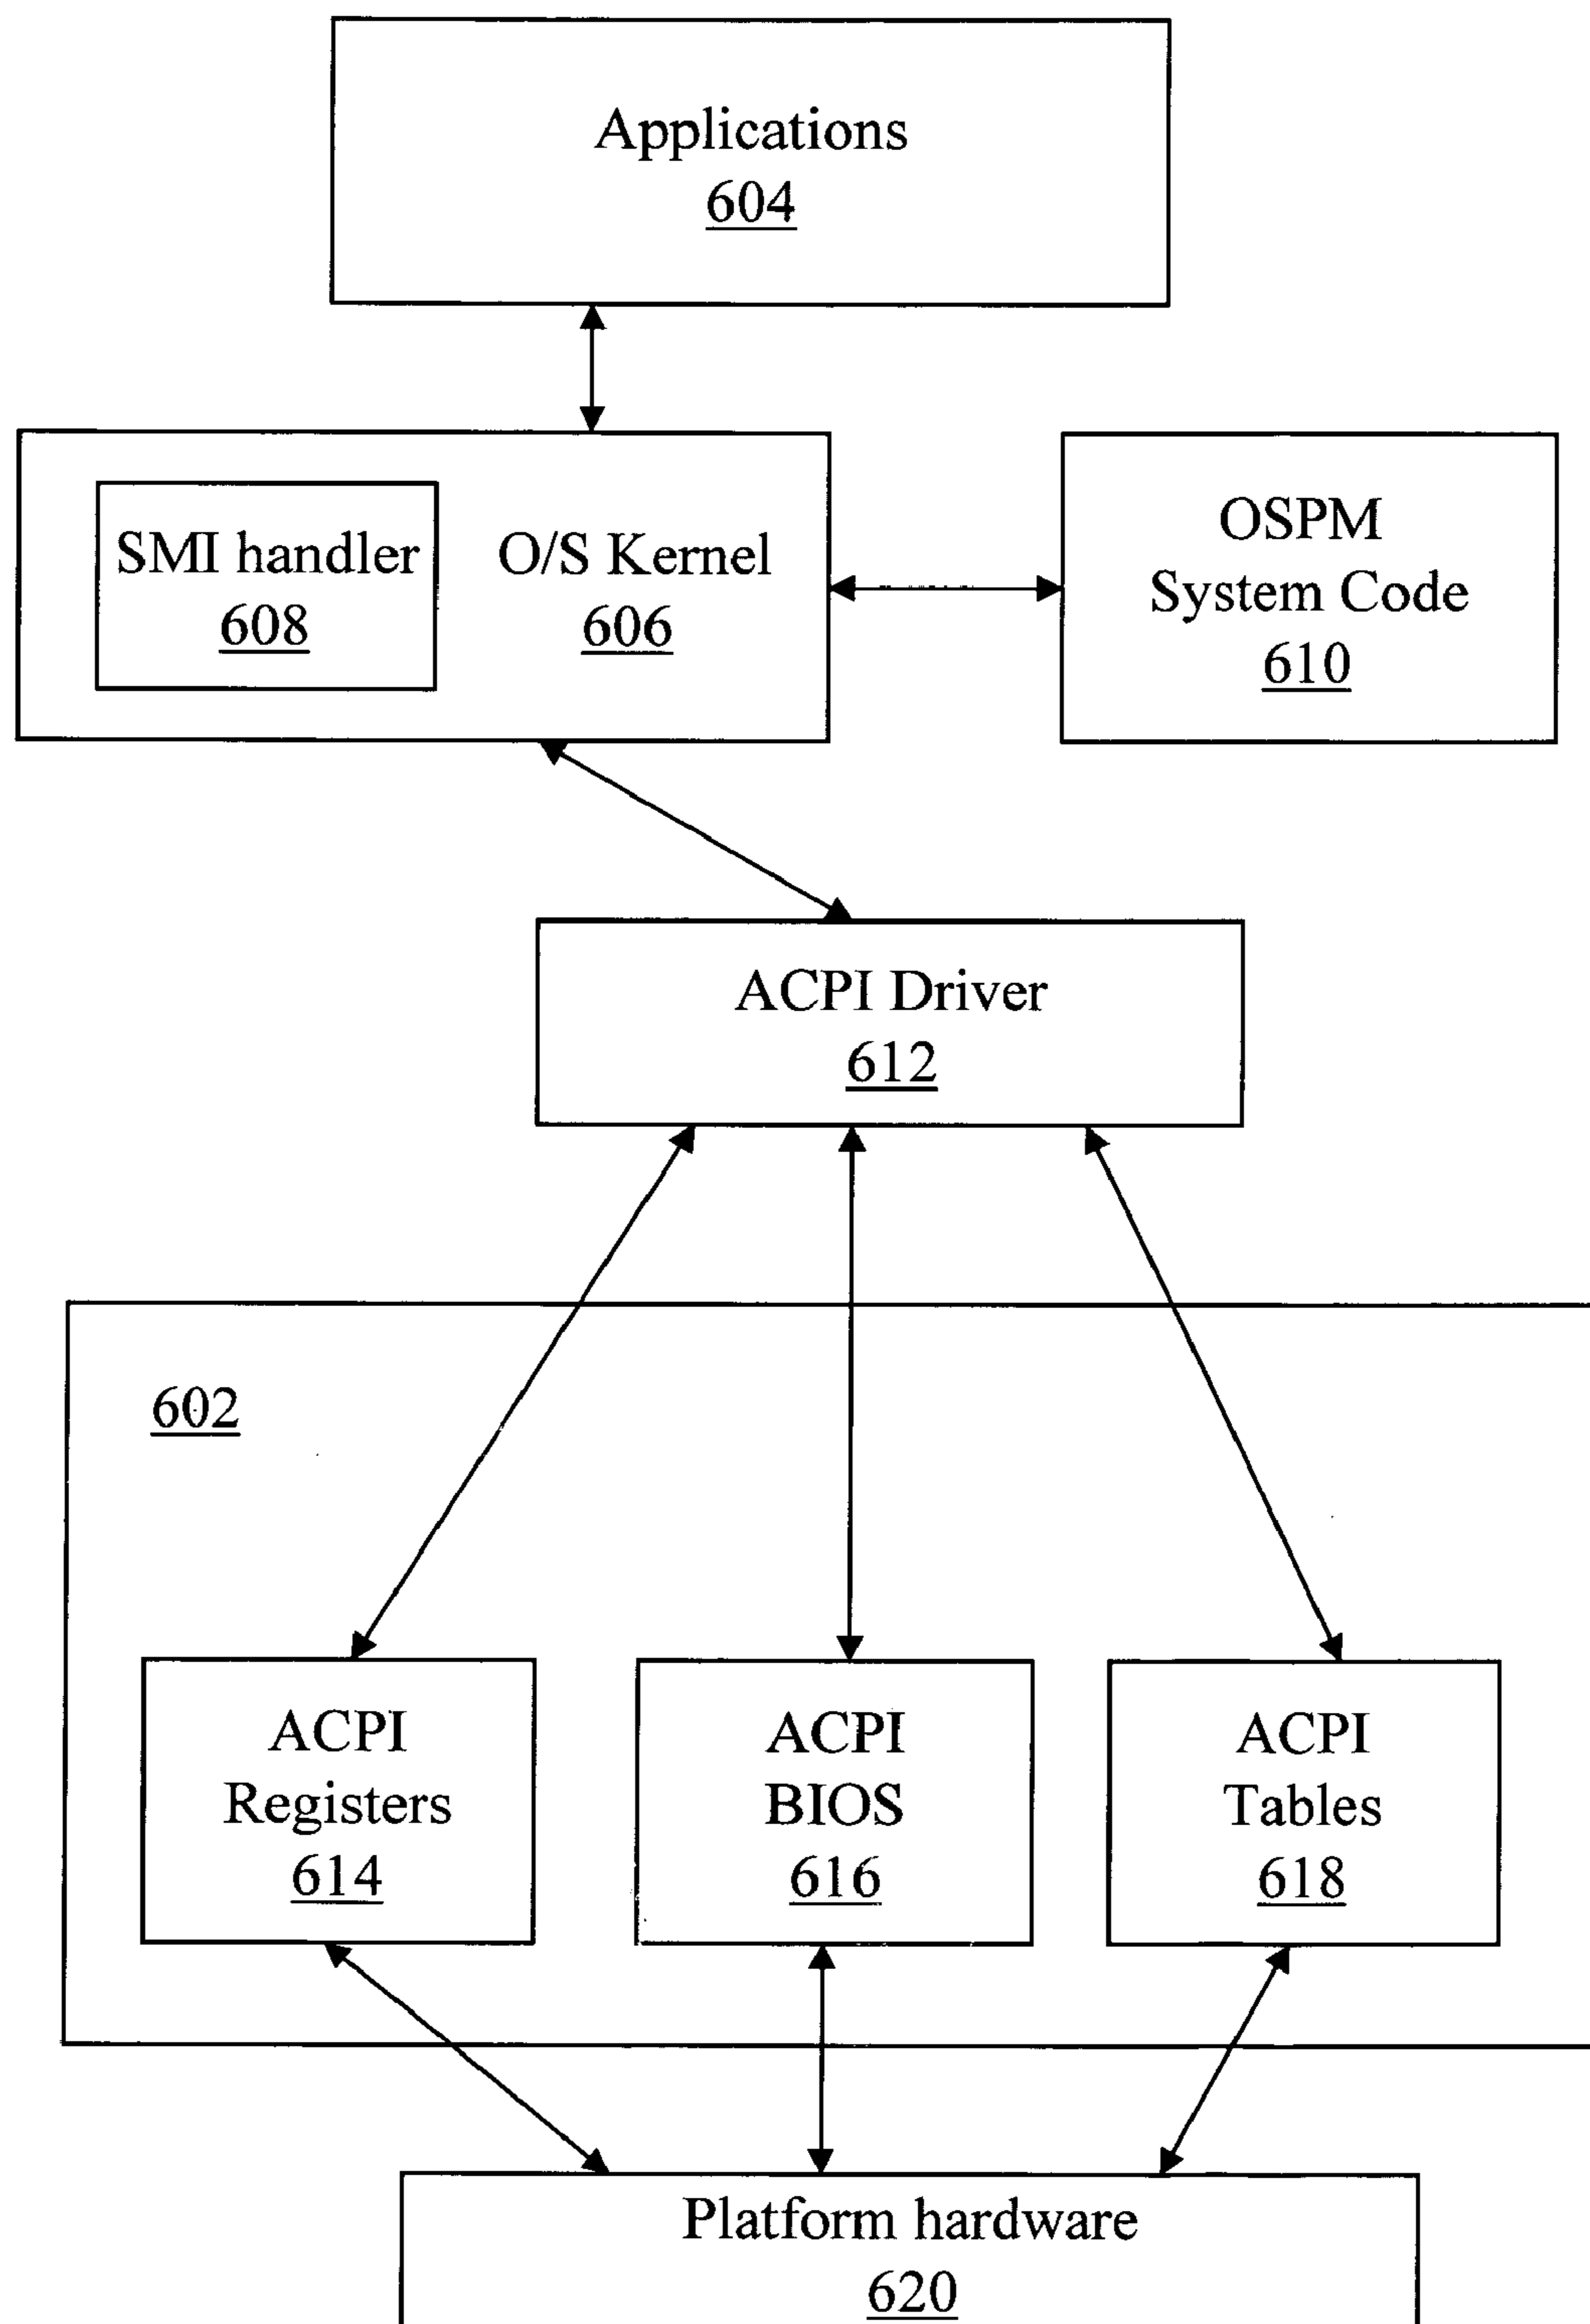 Applications
604
SMI handler
608
O/S Kernel
606
OSPM
System Code
610
ACPI Driver
612
602
ACPI
Registers
614
ACPI
BIOS
616
ACPI
Tables
618
Platform hardware
620